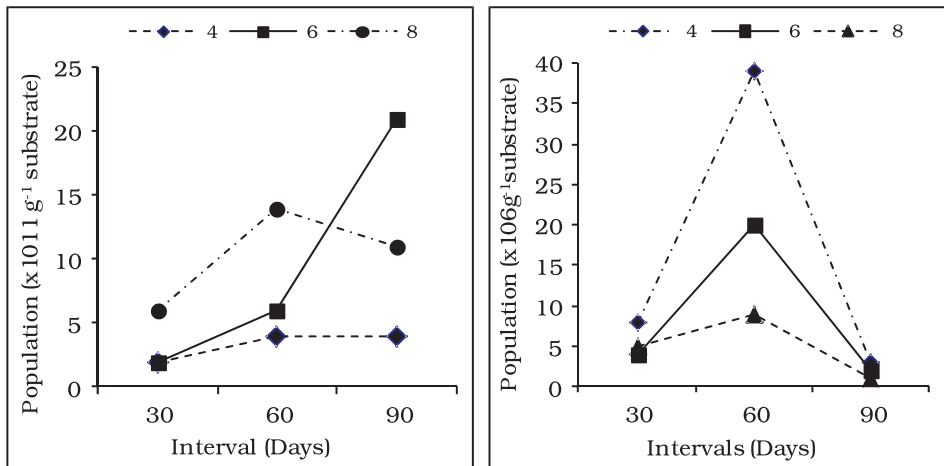 4 6 8
Population (x1011 g-1 substrate)
25
20
15
10
5
0
30 60 90
Interval (Days)
4 6 8
Population (x106g-1substrate)
40
35
30
25
20
15
10
5
0
30 60 90
Intervals (Days)